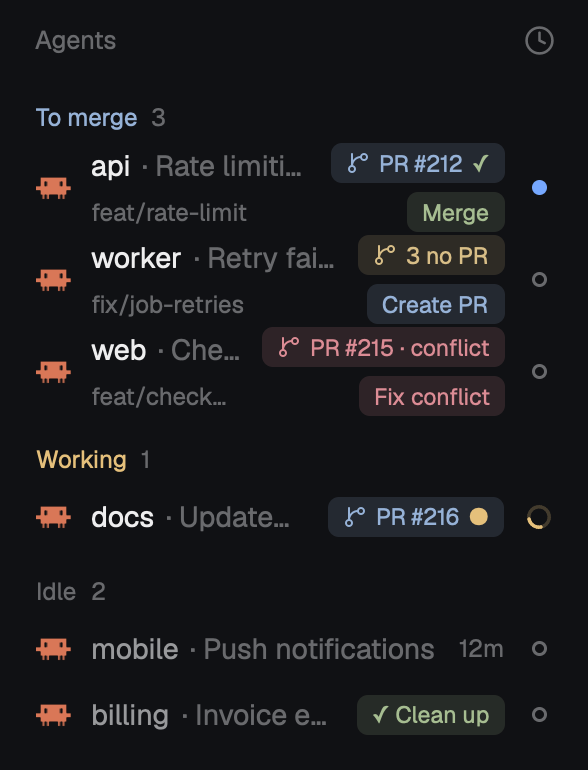 Agents
To merge 3
api · Rate limiti... PR #212 ✓
feat/rate-limit Merge
worker · Retry fai... 3 no PR
fix/job-retries Create PR
web · Che... PR #215 · conflict
feat/check... Fix conflict
Working 1
docs · Update... PR #216
Idle 2
mobile · Push notifications 12m
billing · Invoice e... ✓ Clean up